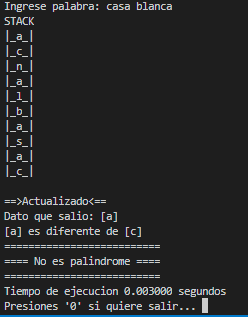 Ingrese palabra: casa blanca
STACK
|_a_|
|_c_|
|_n_|
|_a_|
|_l_|
|_b_|
|_a_|
|_s_|
|_a_|
|_c_|
==>Actualizado<==
Dato que salio: [a]
[a] es diferente de [c]
==========================
==== No es palindrome ====
==========================
Tiempo de ejecucion 0.003000 segundos
Presiones '0' si quiere salir...